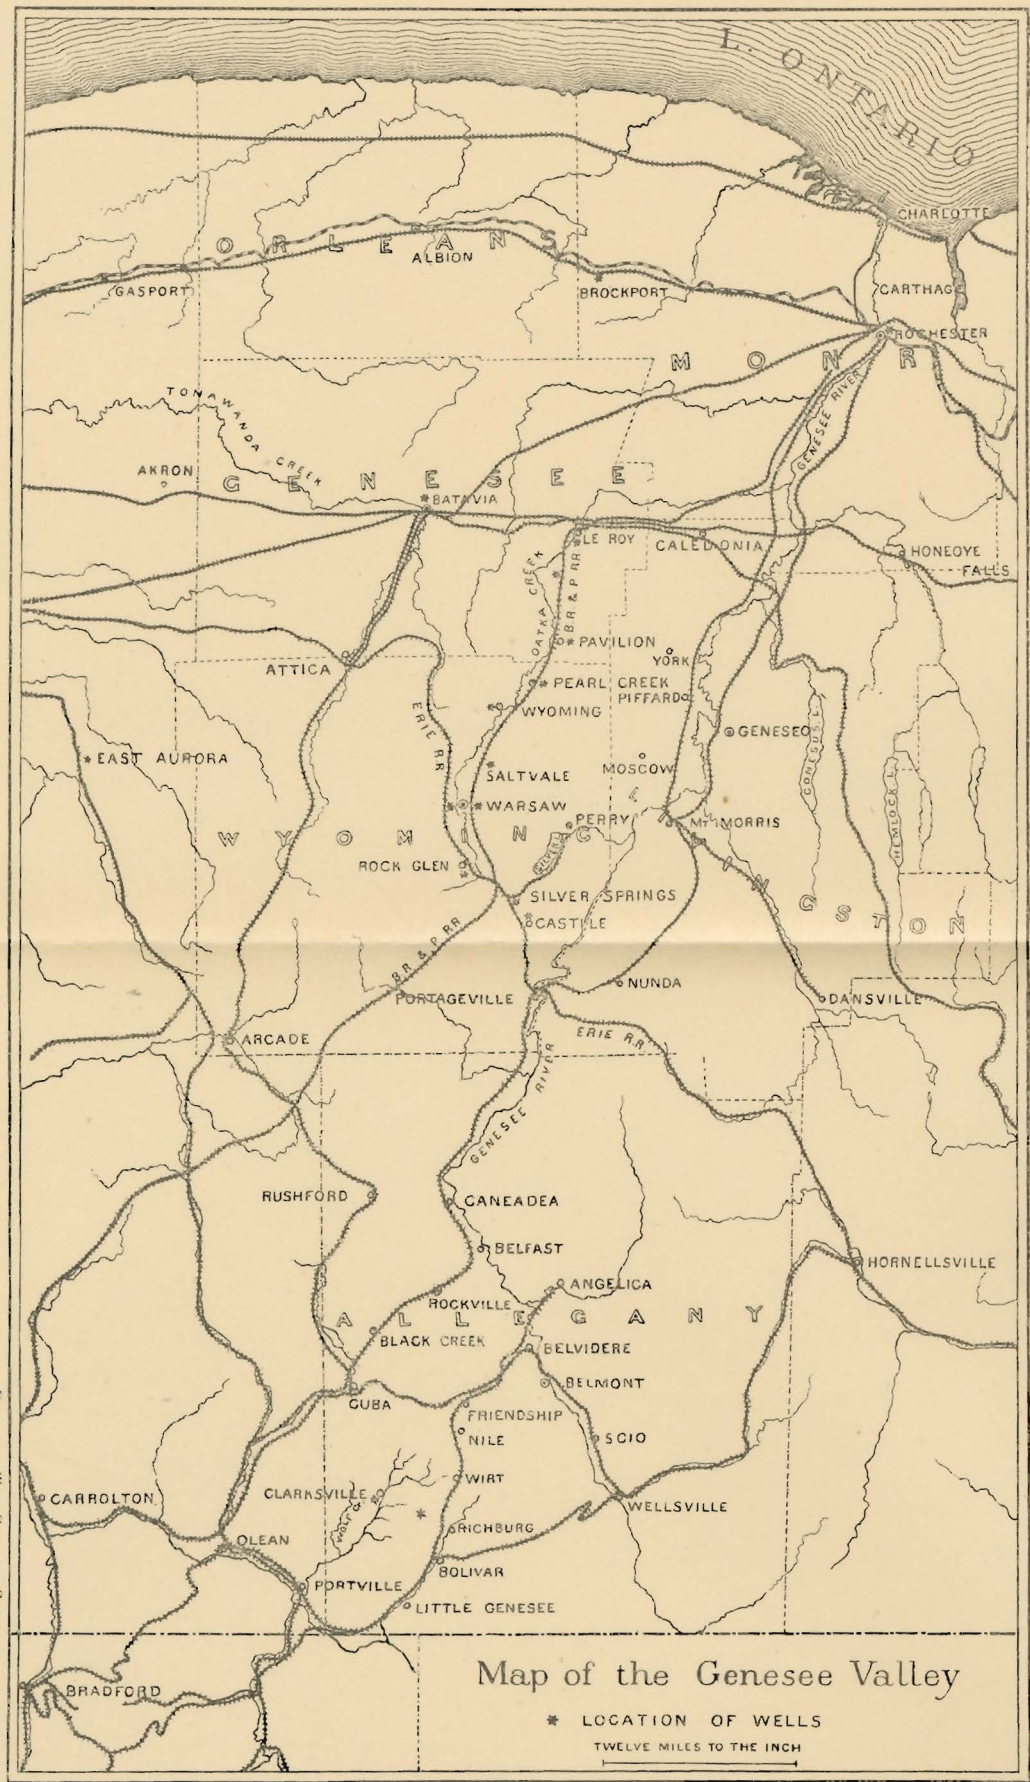 L. ONTARIO
CHARLOTTE
ORLEANS
ALBION
GASPORT
BROCKPORT
CARTHAGE
ROCHESTER
MONR
TONAWANDA CREEK
GENESEE RIVER
AKRON
GENESEE
BATAVIA
LE ROY
CALEDONIA
HONEOYE
FALLS
OATKA CREEK
B.R. & P. RR
PAVILION
YORK
ATTICA
PEARL CREEK
PIFFARD
WYOMING
ERIE RR
GENESEO
CONESUS L.
EAST AURORA
SALTVALE
MOSCOW
HEMLOCK L.
WARSAW
PERRY
MT. MORRIS
WYOMING
SILVER L.
LINGSTON
ROCK GLEN
SILVER SPRINGS
CASTILE
B.R. & P. RR
NUNDA
PORTAGEVILLE
DANSVILLE
ARCADE
ERIE R.R
GENESEE RIVER
RUSHFORD
CANEADEA
BELFAST
HORNELLSVILLE
ANGELICA
ROCKVILLE
ALLEGANY
BLACK CREEK
BELVIDERE
BELMONT
CUBA
FRIENDSHIP
NILE
SCIO
WIRT
CLARKSVILLE
CARROLTON
WOLF C.
WELLSVILLE
RICHBURG
OLEAN
BOLIVAR
PORTVILLE
LITTLE GENESEE
BRADFORD
Map of the Genesee Valley
* LOCATION OF WELLS
TWELVE MILES TO THE INCH